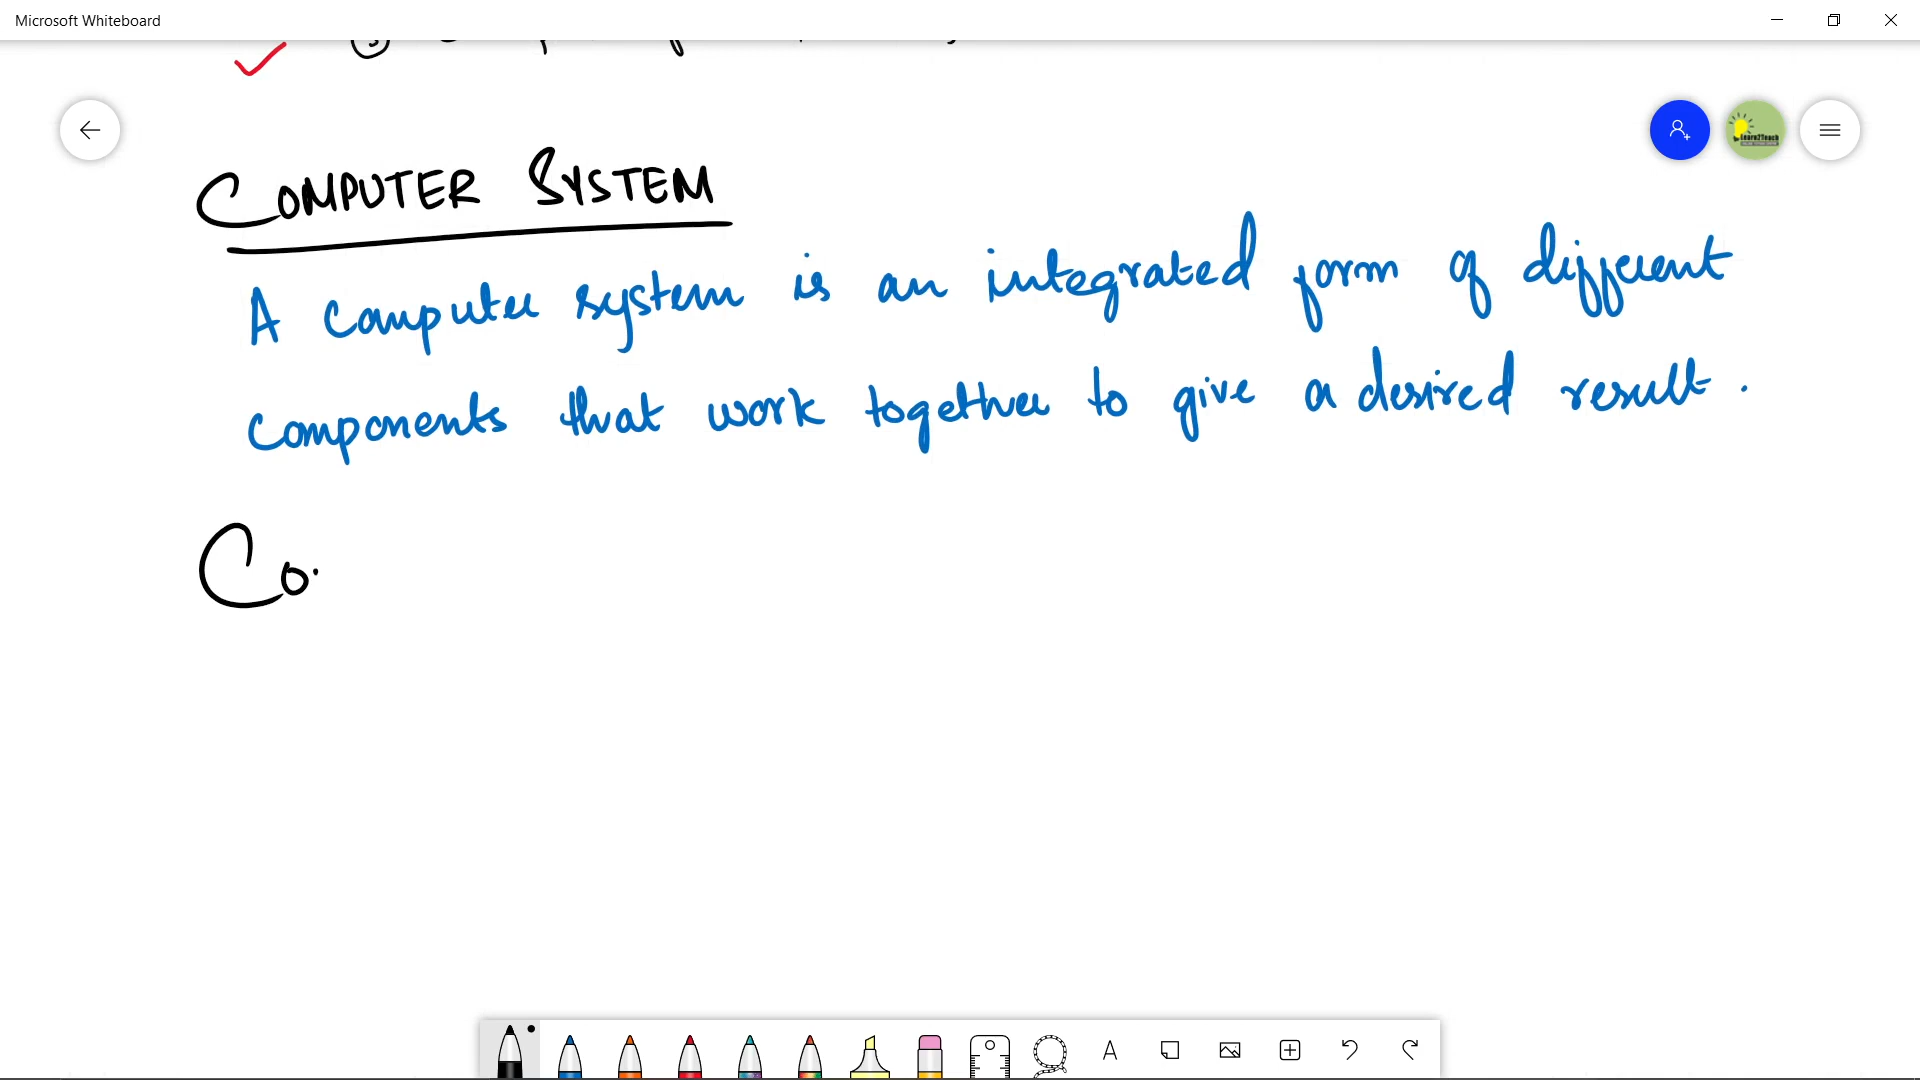 Microsoft Whiteboard
COMPUTER SYSTEM
A computer system is an integrated form of different
components that work together to give a desired result.
Co
Learn2Teach